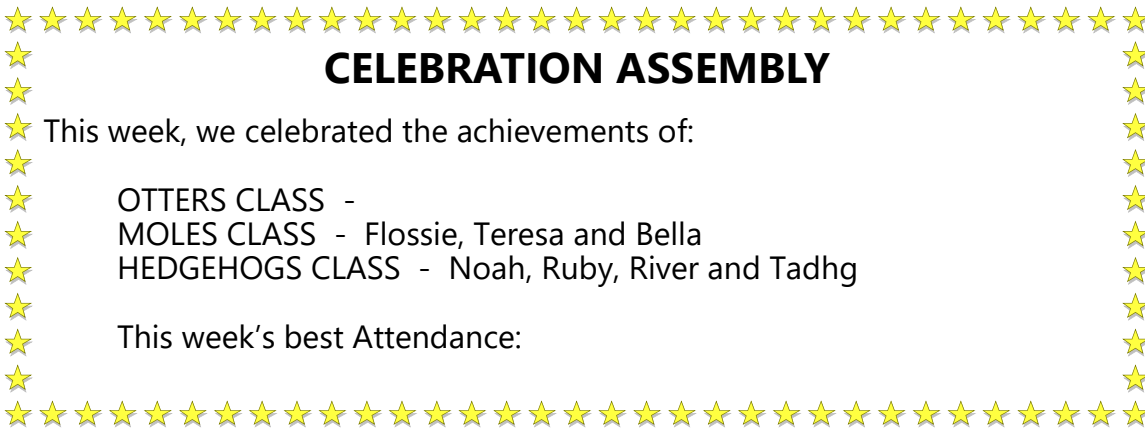 CELEBRATION ASSEMBLY
This week, we celebrated the achievements of:
OTTERS CLASS  -
MOLES CLASS  -  Flossie, Teresa and Bella
HEDGEHOGS CLASS  -  Noah, Ruby, River and Tadhg
This week’s best Attendance: